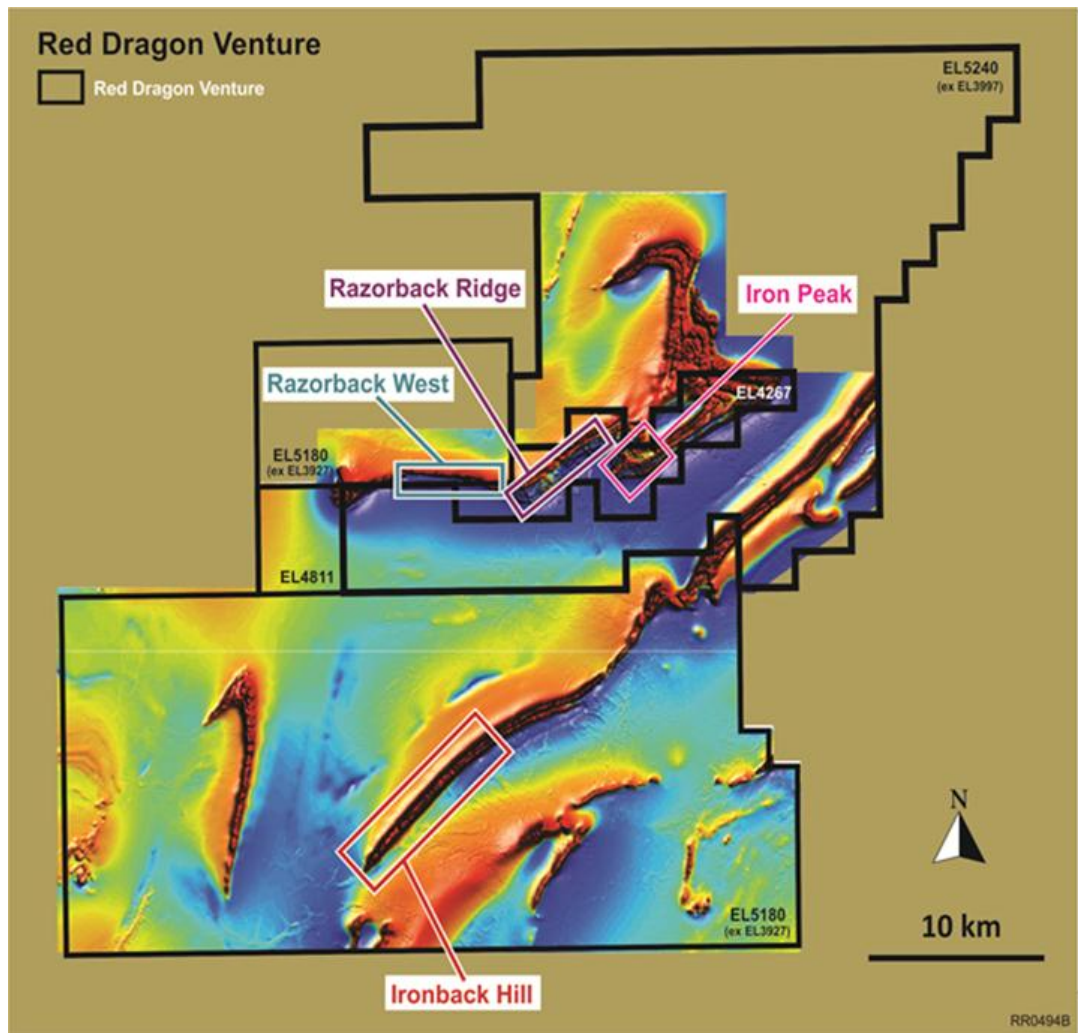 Red Dragon Venture
Red Dragon Venture
EL5240
(ex EL3997)
Razorback Ridge
Iron Peak
Razorback West
EL4267
EL5180
(ex EL3927)
EL4811
N
10 km
EL5180
(ex EL3927)
Ironback Hill
RR0494B